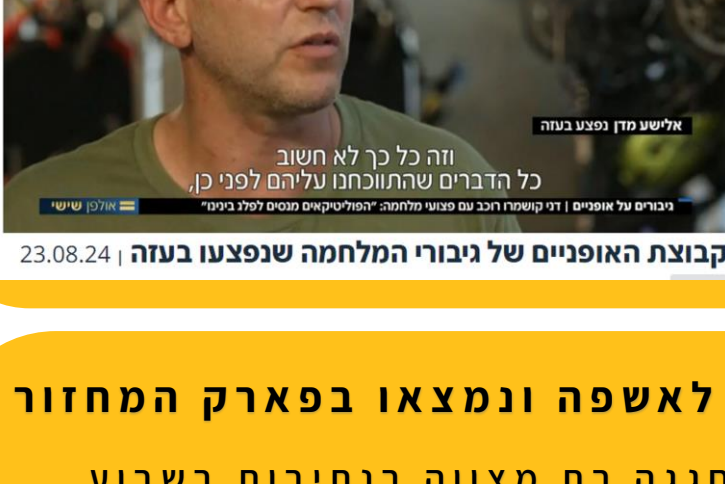 אלישע מדן נפצע בעזה
וזה כל כך לא חשוב
כל הדברים שהתווכחנו עליהם לפני כן,
גיבורים על אופניים | דני קושמרו רוכב עם פצועי מלחמה: "הפוליטיקאים מנסים לפלג בינינו"
אולפן שישי
קבוצת האופניים של גיבורי המלחמה שנפצעו בעזה | 23.08.24
לאשפה ונמצאו בפארק המחזור